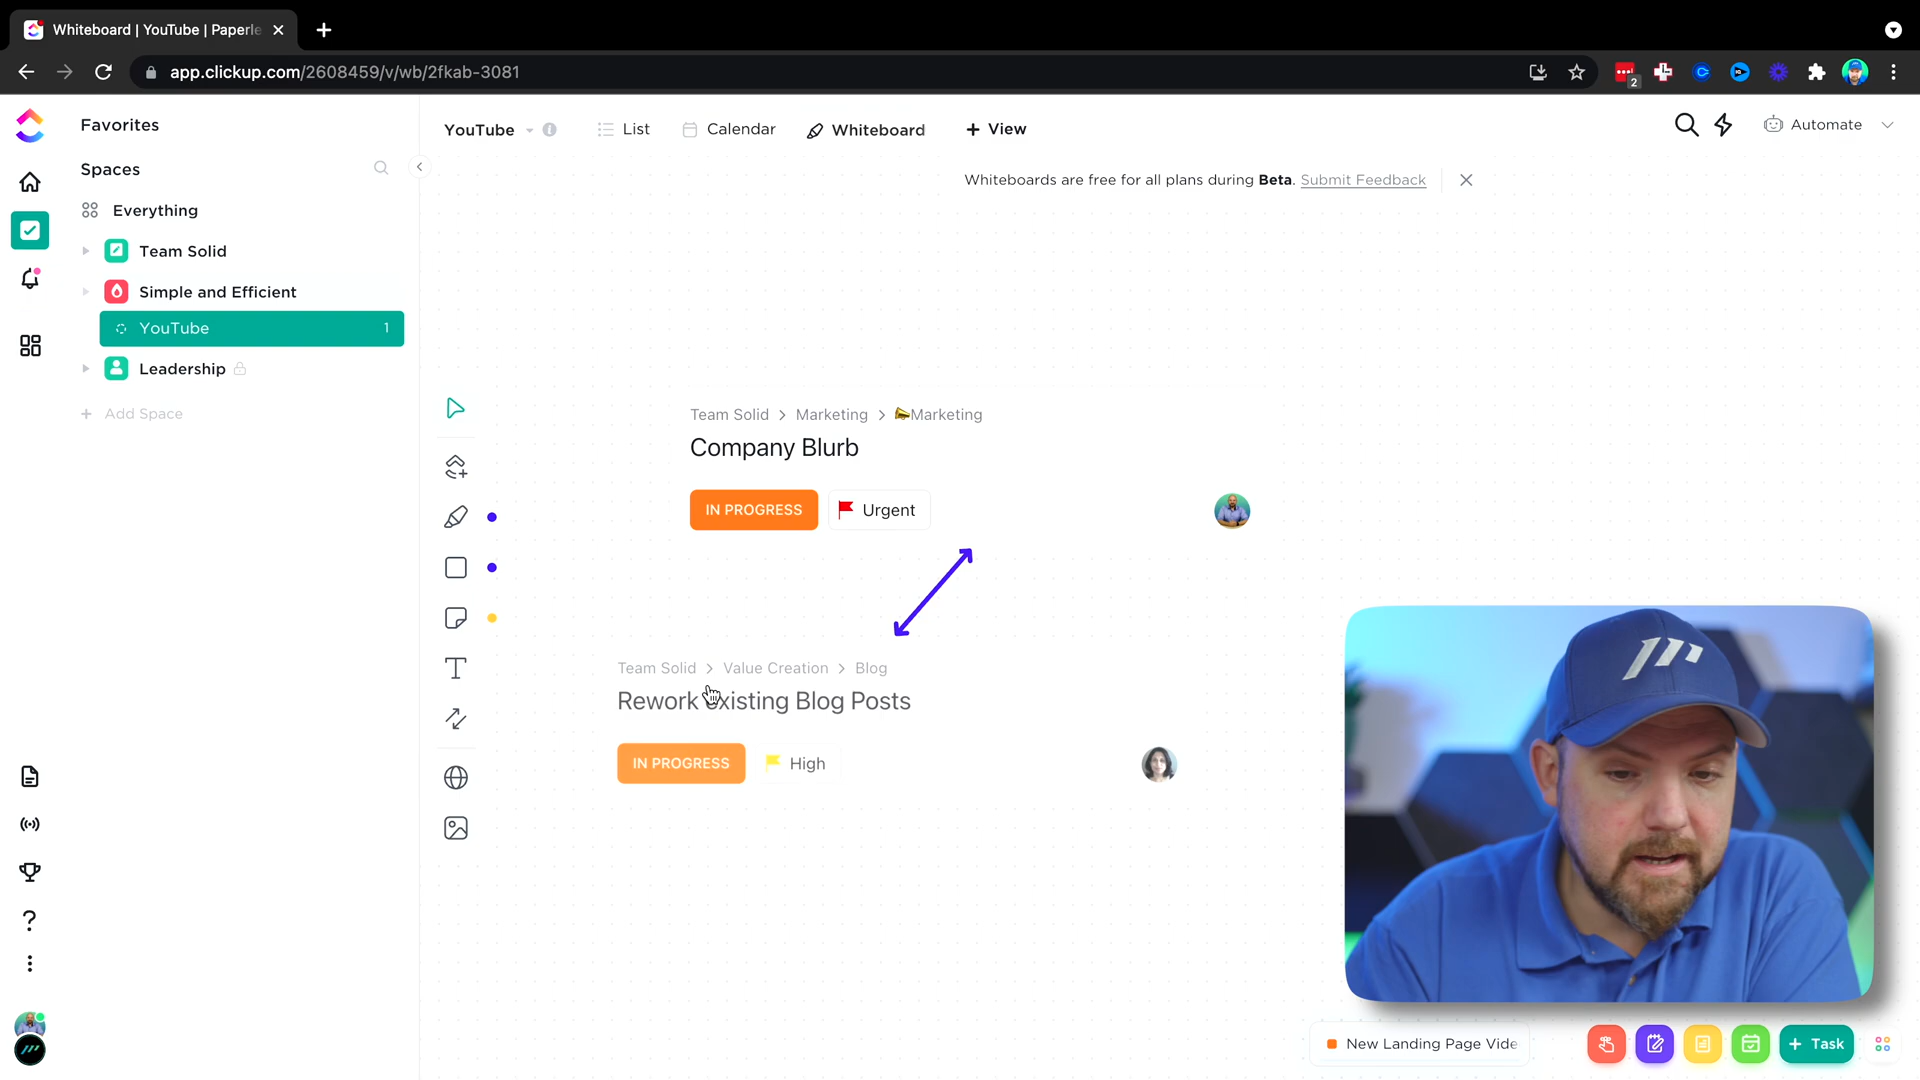 Whiteboard | YouTube | Paperle
app.clickup.com/2608459/v/wb/2fkab-3081
2
Favorites
Spaces
Everything
Team Solid
Simple and Efficient
YouTube 1
Leadership
+ Add Space
YouTube
List
Calendar
Whiteboard
+ View
Automate
Whiteboards are free for all plans during Beta. Submit Feedback
Team Solid > Marketing > Marketing
Company Blurb
IN PROGRESS
Urgent
Team Solid > Value Creation > Blog
Rework existing Blog Posts
IN PROGRESS
High
New Landing Page Vide
+ Task